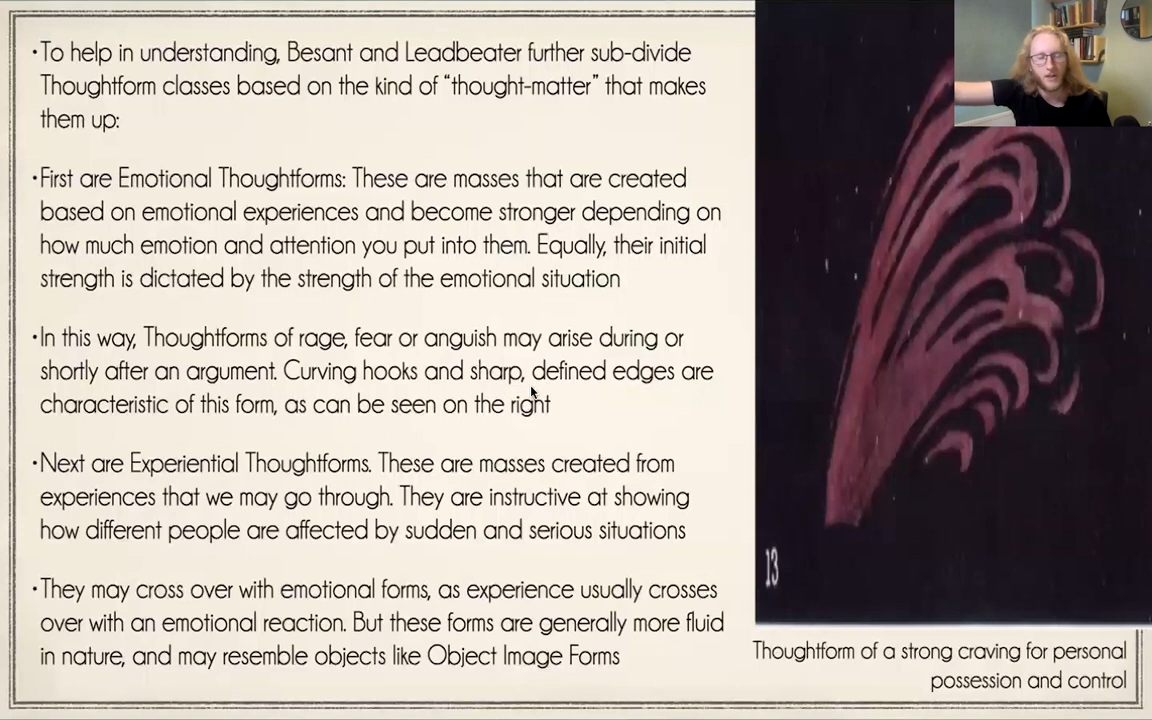 •To help in understanding, Besant and Leadbeater further sub-divide
Thoughtform classes based on the kind of “thought-matter” that makes
them up:
•First are Emotional Thoughtforms: These are masses that are created
based on emotional experiences and become stronger depending on
how much emotion and attention you put into them. Equally, their initial
strength is dictated by the strength of the emotional situation
•In this way, Thoughtforms of rage, fear or anguish may arise during or
shortly after an argument. Curving hooks and sharp, defined edges are
characteristic of this form, as can be seen on the right
•Next are Experiential Thoughtforms. These are masses created from
experiences that we may go through. They are instructive at showing
how different people are affected by sudden and serious situations
•They may cross over with emotional forms, as experience usually crosses
over with an emotional reaction. But these forms are generally more fluid
in nature, and may resemble objects like Object Image Forms
13
Thoughtform of a strong craving for personal
possession and control